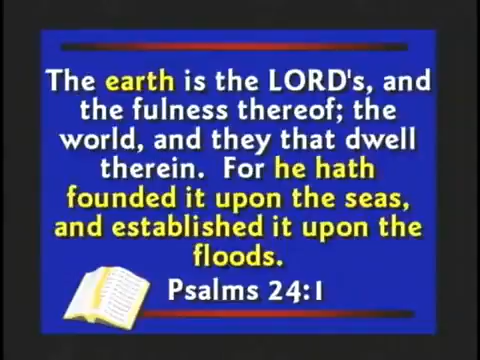 The earth is the LORD's, and
the fulness thereof; the
world, and they that dwell
therein.  For he hath
founded it upon the seas,
and established it upon the
floods.
Psalms 24:1